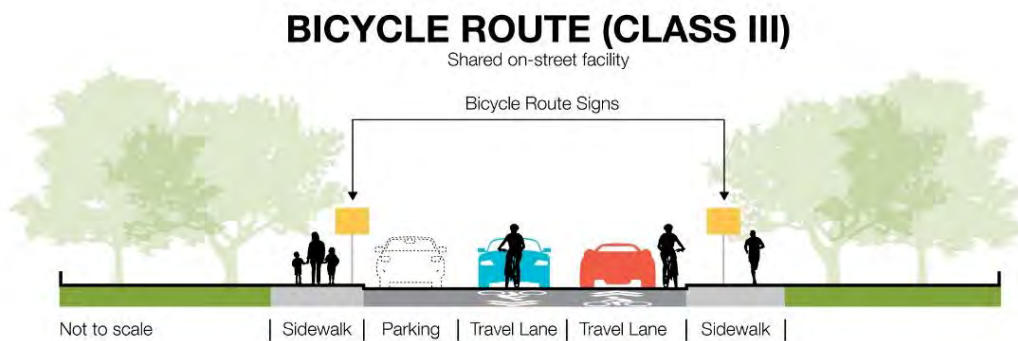 BICYCLE ROUTE (CLASS III)
Shared on-street facility
Bicycle Route Signs
Not to scale | Sidewalk | Parking | Travel Lane | Travel Lane | Sidewalk |